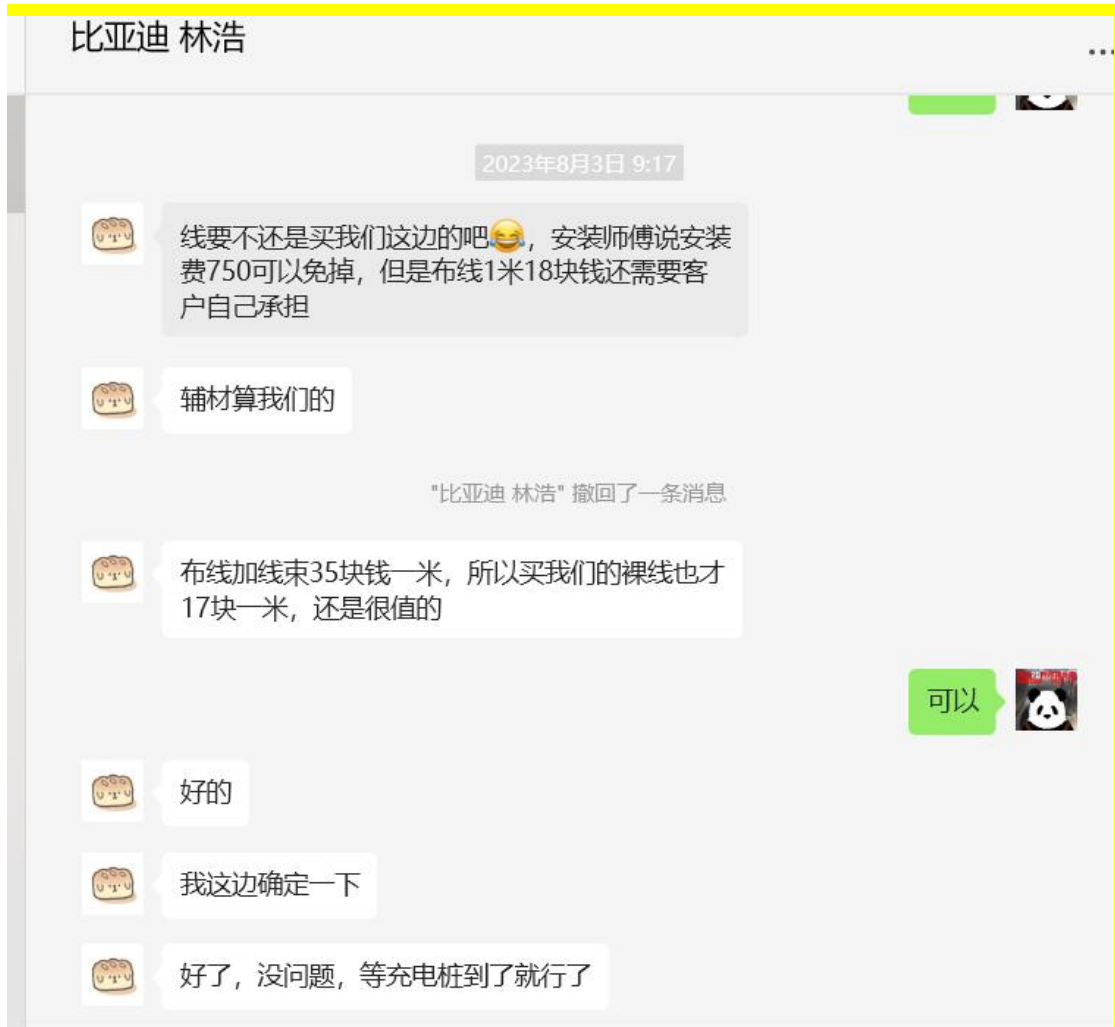 比亚迪 林浩
...
2023年8月3日 9:17
线要不还是买我们这边的吧😂，安装师傅说安装
费750可以免掉，但是布线1米18块钱还需要客
户自己承担
辅材算我们的
"比亚迪 林浩" 撤回了一条消息
布线加线束35块钱一米，所以买我们的裸线也才
17块一米，还是很值的
可以
好的
我这边确定一下
好了，没问题，等充电桩到了就行了